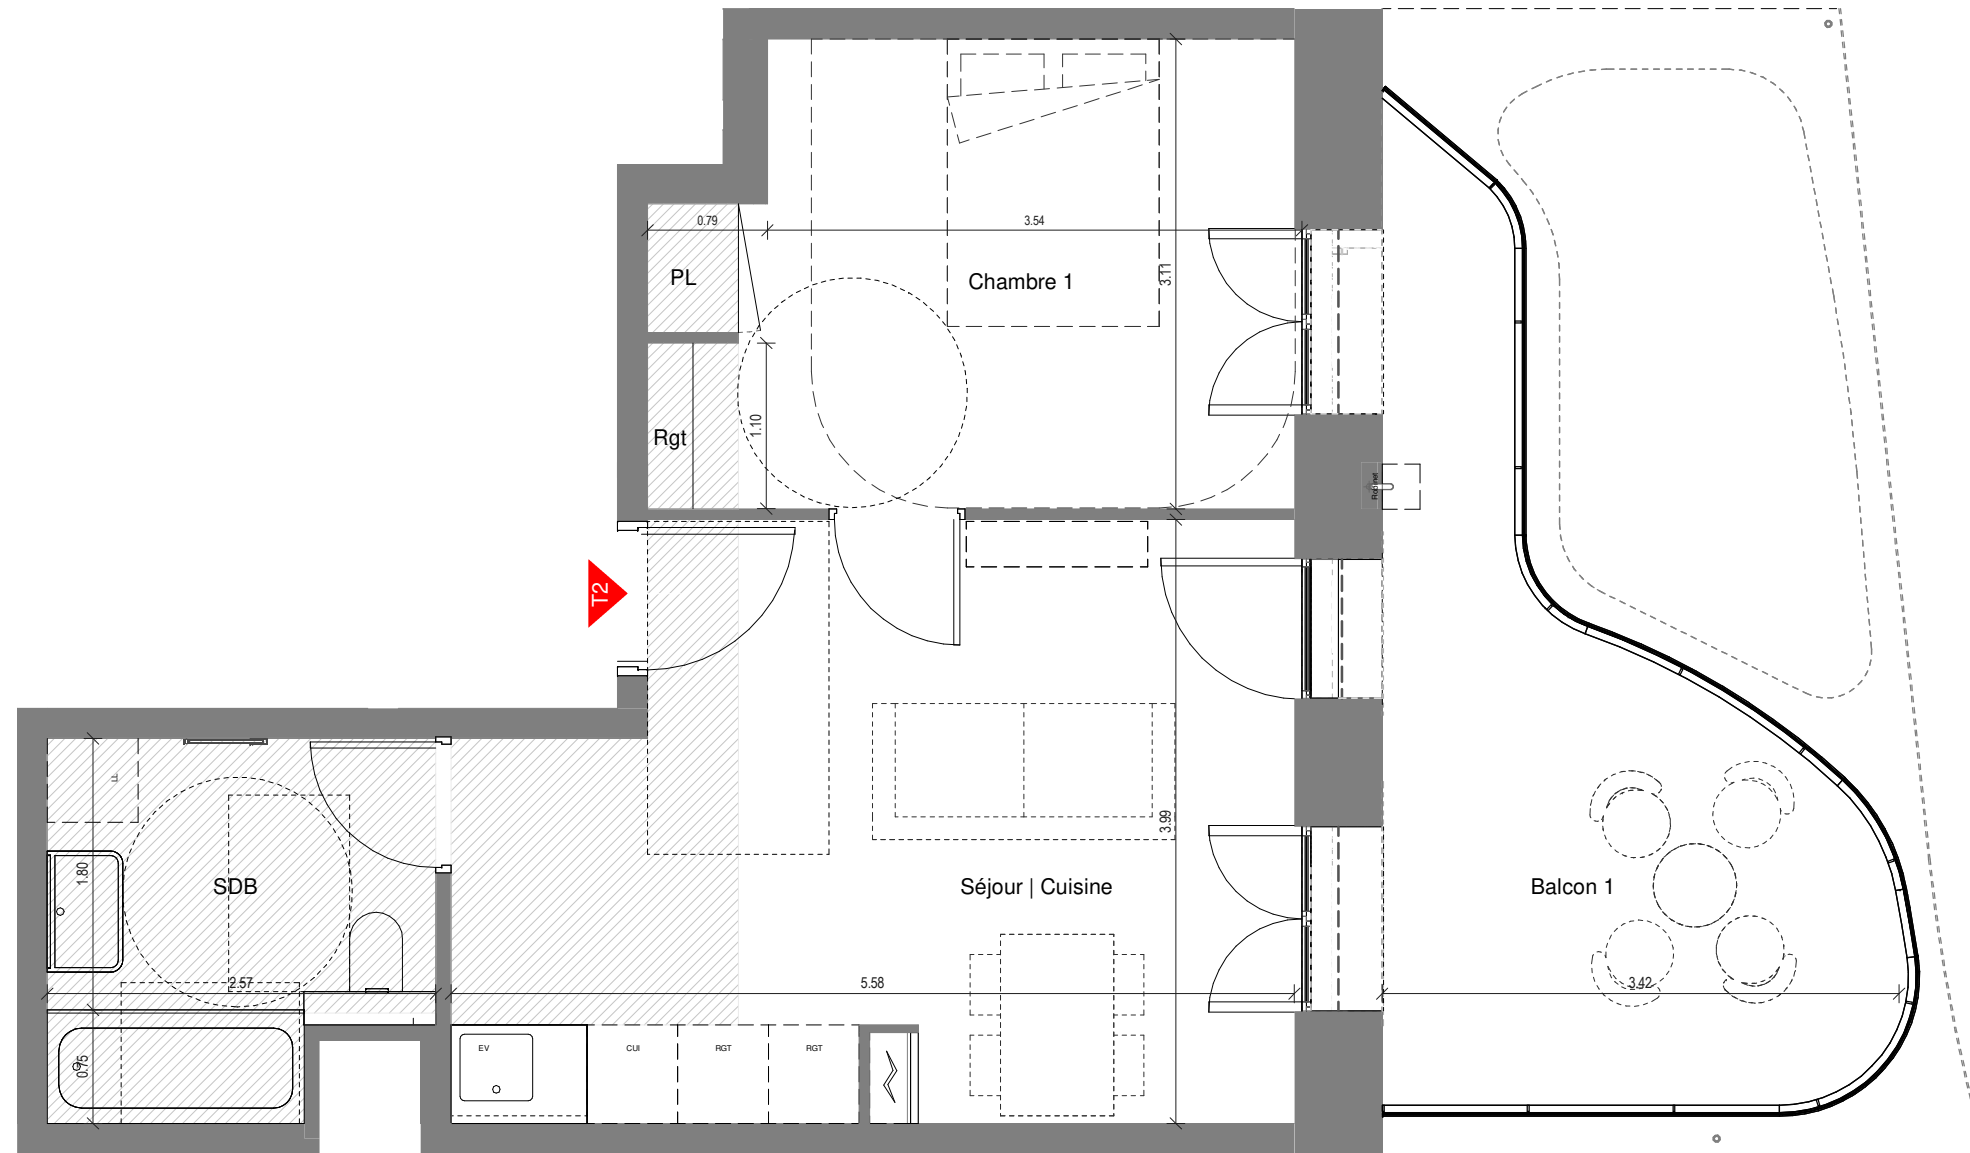 0.79
3.54
PL
Chambre 1
3.11
Rgt
1.10
Robinet
T2
3.99
1.80
SDB
Séjour | Cuisine
Balcon 1
2.57
5.58
3.42
0.75
EV
CUI
RGT
RGT